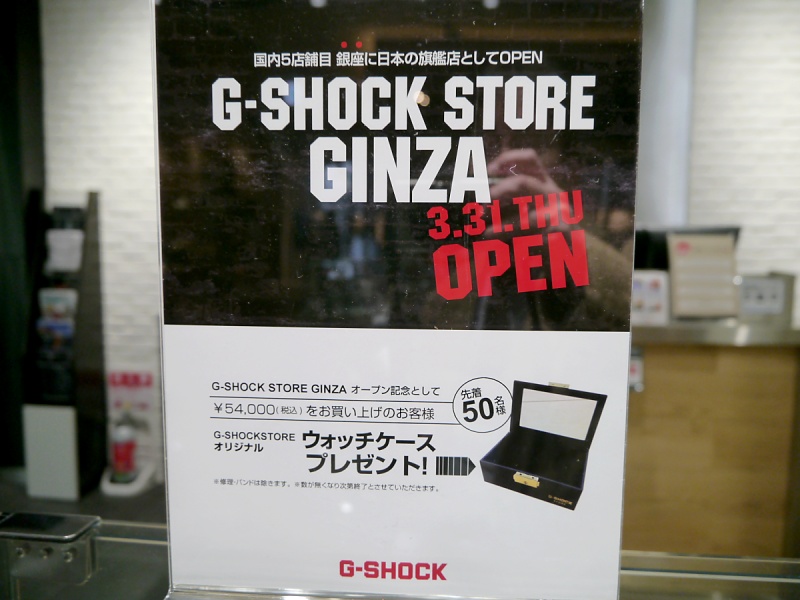 国内5店舗目 銀座に日本の旗艦店としてOPEN
G-SHOCK STORE
GINZA
3.31.THU
OPEN
G-SHOCK STORE GINZA オープン記念として
¥54,000(税込)をお買い上げのお客様
先着
50名様
G-SHOCKSTORE
オリジナル
ウォッチケース
プレゼント!
※修理・バンドは除きます。※数が無くなり次第終了とさせていただきます。
G-SHOCK